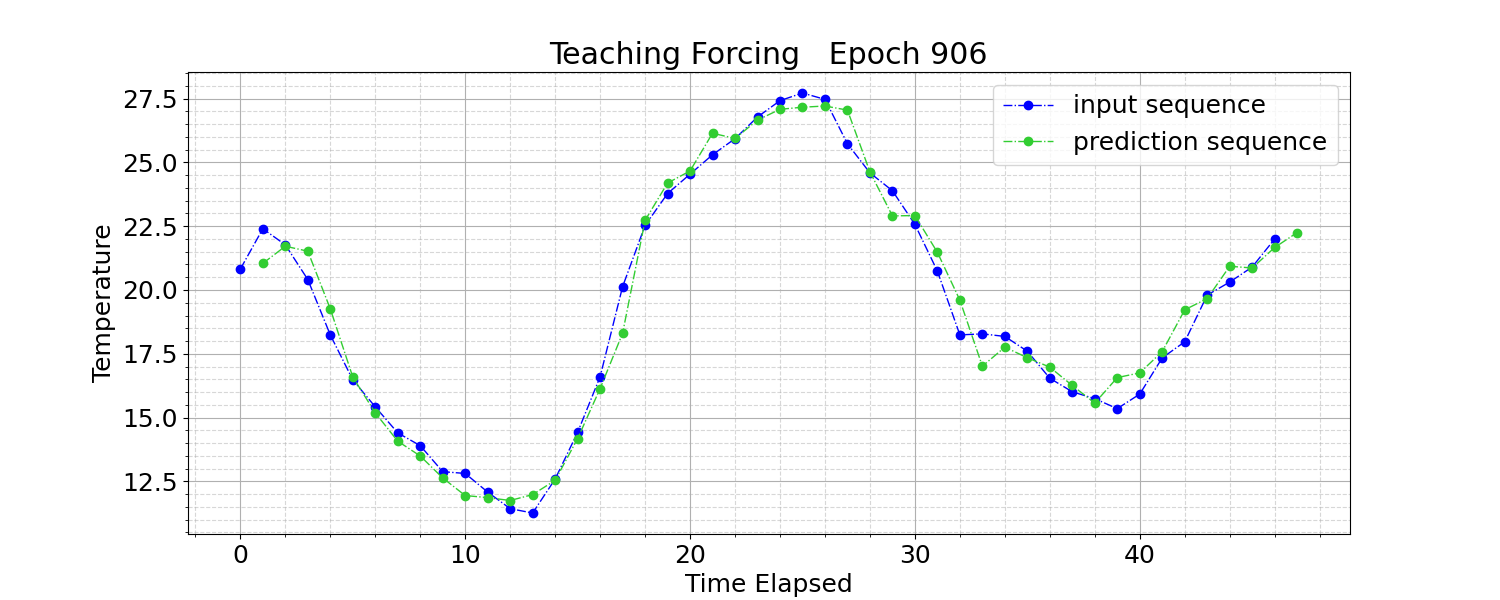 Teaching Forcing   Epoch 906
27.5
25.0
22.5
20.0
17.5
15.0
12.5
Temperature
input sequence
prediction sequence
0 10 20 30 40
Time Elapsed